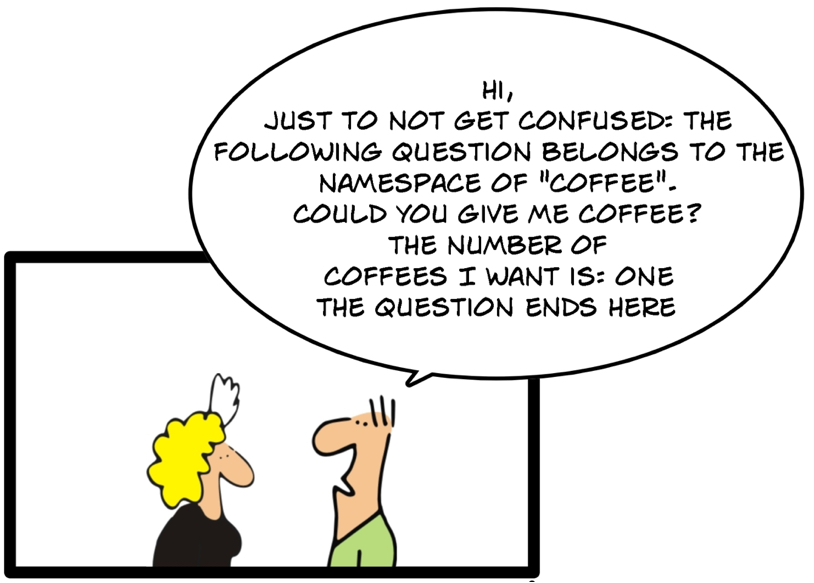 HI,
JUST TO NOT GET CONFUSED: THE
FOLLOWING QUESTION BELONGS TO THE
NAMESPACE OF "COFFEE".
COULD YOU GIVE ME COFFEE?
THE NUMBER OF
COFFEES I WANT IS: ONE
THE QUESTION ENDS HERE